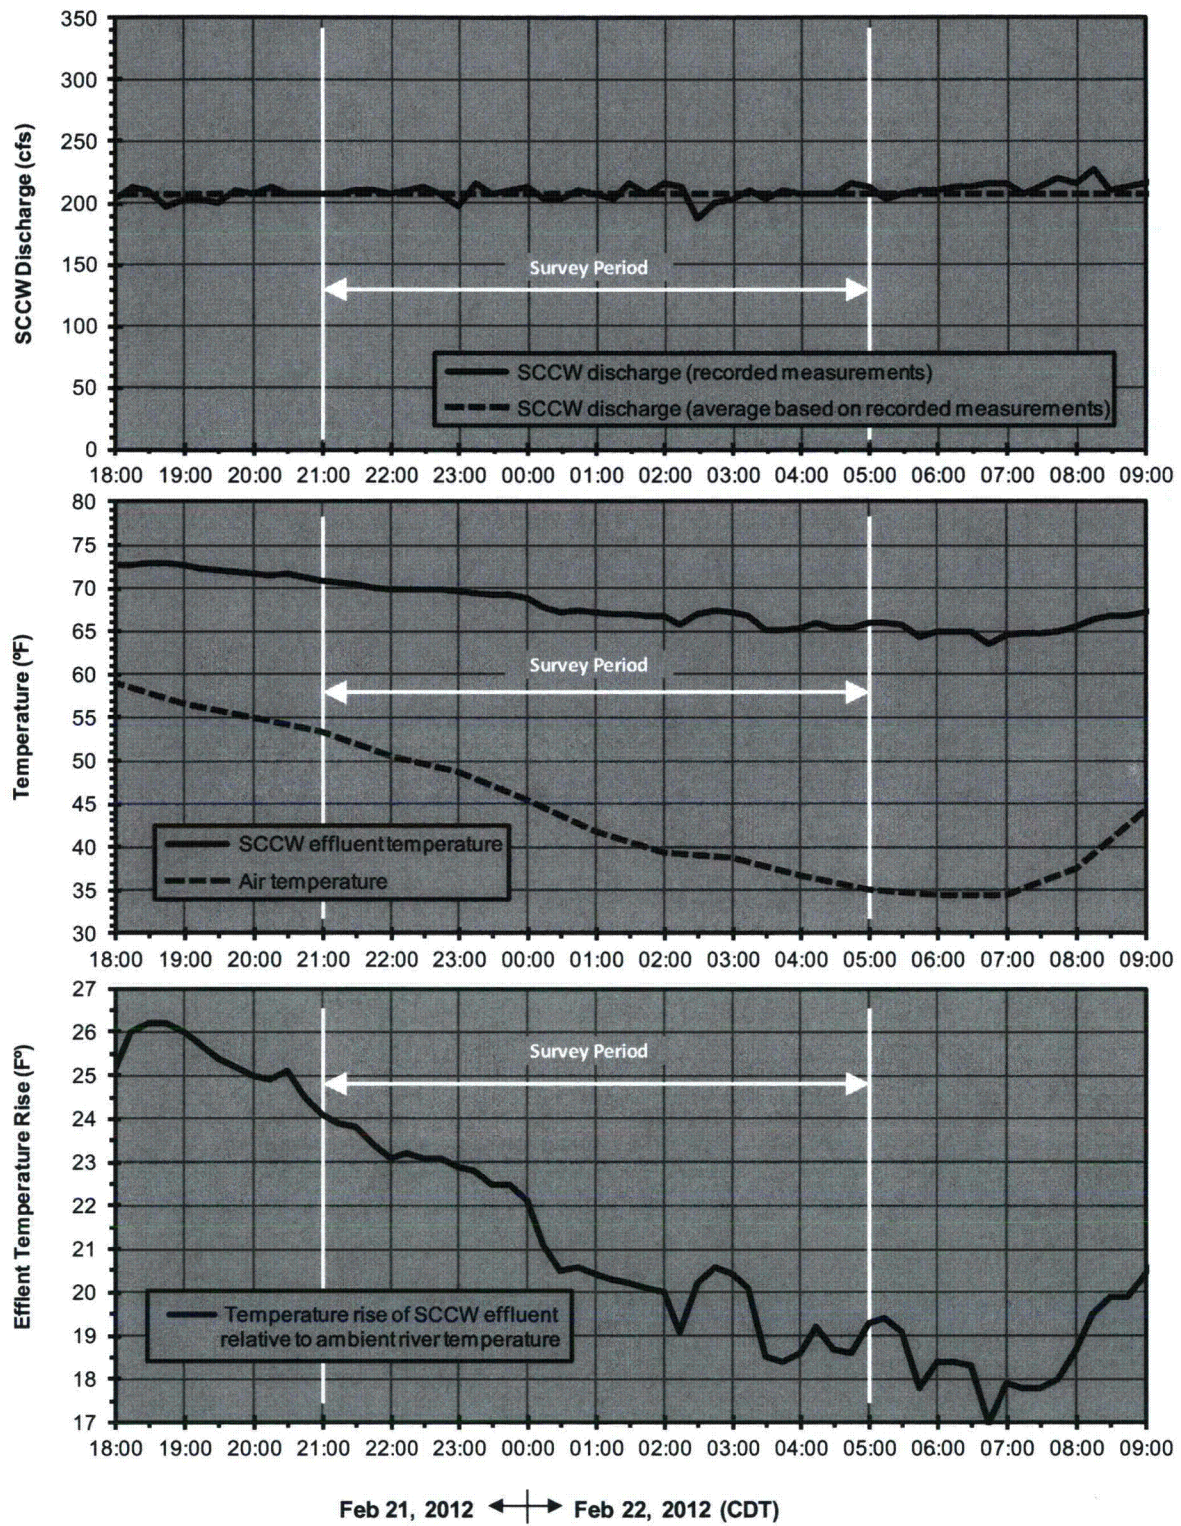 350
300
250
200
150
100
50
0
SCCW Discharge (cfs)
Survey Period
SCCW discharge (recorded measurements)
SCCW discharge (average based on recorded measurements)
18:00 19:00 20:00 21:00 22:00 23:00 00:00 01:00 02:00 03:00 04:00 05:00 06:00 07:00 08:00 09:00
80
75
70
65
60
55
50
45
40
35
30
Temperature (ºF)
Survey Period
SCCW effluent temperature
Air temperature
18:00 19:00 20:00 21:00 22:00 23:00 00:00 01:00 02:00 03:00 04:00 05:00 06:00 07:00 08:00 09:00
27
26
25
24
23
22
21
20
19
18
17
Efflent Temperature Rise (Fº)
Survey Period
Temperature rise of SCCW effluent
relative to ambient river temperature
18:00 19:00 20:00 21:00 22:00 23:00 00:00 01:00 02:00 03:00 04:00 05:00 06:00 07:00 08:00 09:00
Feb 21, 2012 Feb 22, 2012 (CDT)